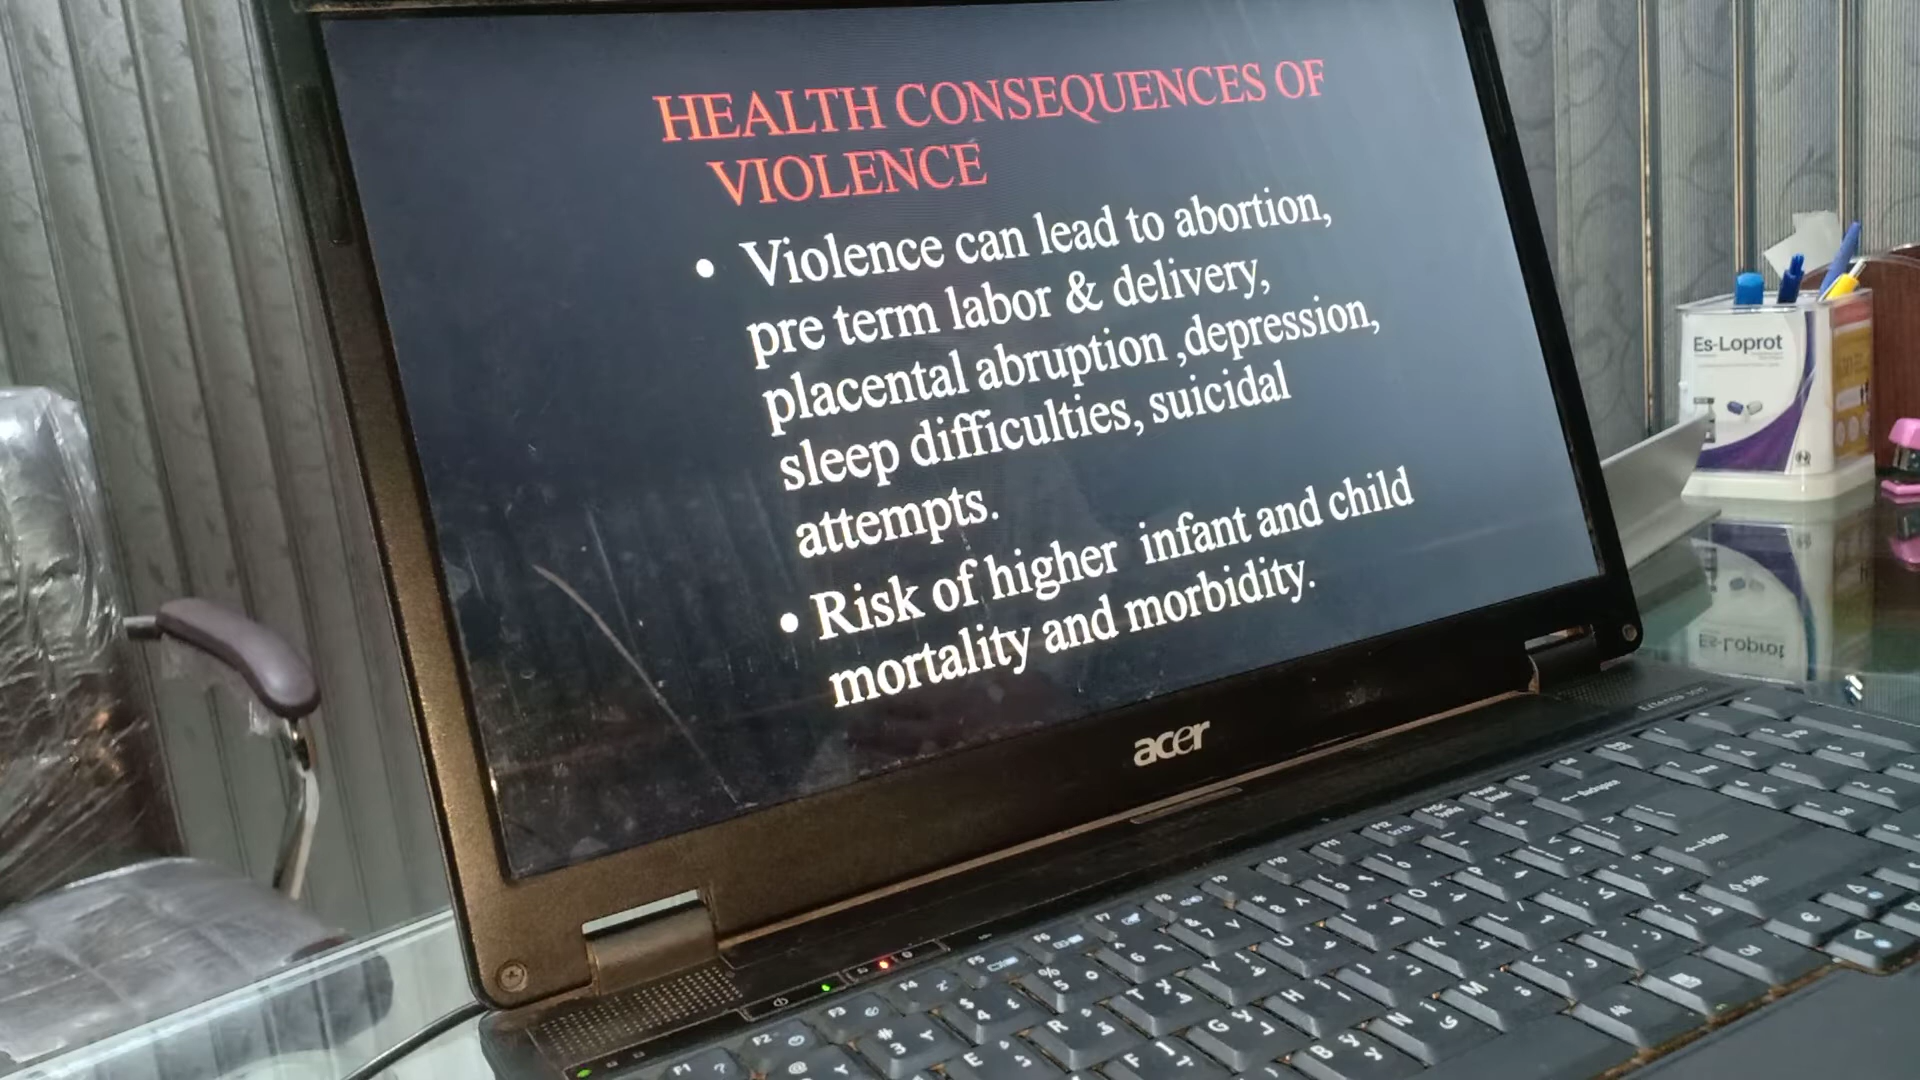 HEALTH CONSEQUENCES OF
VIOLENCE
• Violence can lead to abortion,
pre term labor & delivery,
placental abruption ,depression,
sleep difficulties, suicidal
attempts.
• Risk of higher infant and child
mortality and morbidity.
acer
Es-Loprot